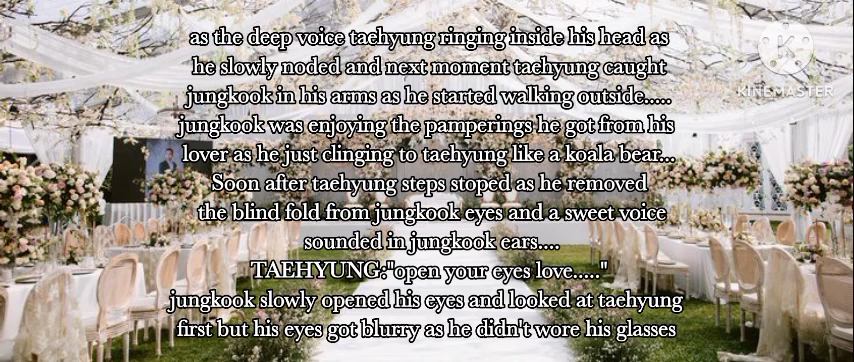 KINEMASTER
as the deep voice taehyung ringing inside his head as
he slowly noded and next moment taehyung caught
jungkook in his arms as he started walking outside.....
jungkook was enjoying the pamperings he got from his
lover as he just clinging to taehyung like a koala bear...
Soon after taehyung steps stoped as he removed
the blind fold from jungkook eyes and a sweet voice
sounded in jungkook ears....
TAEHYUNG:"open your eyes love....."
jungkook slowly opened his eyes and looked at taehyung
first but his eyes got blurry as he didn't wore his glasses